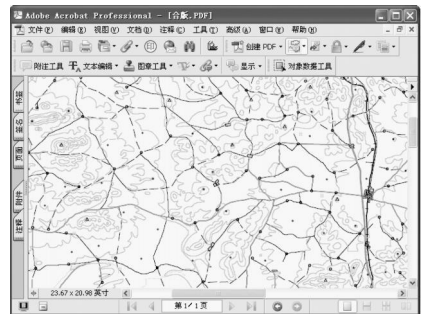 Adobe Acrobat Professional - [合版.PDF]
文件(F) 编辑(E) 视图(V) 文档(D) 注释(C) 工具(T) 高级(A) 窗口(W) 帮助(H)
创建 PDF
附注工具 文本编辑 图章工具 显示 对象数据工具
书签
签名
页面
附件
注释
23.67 x 20.98 英寸
第 1/1 页